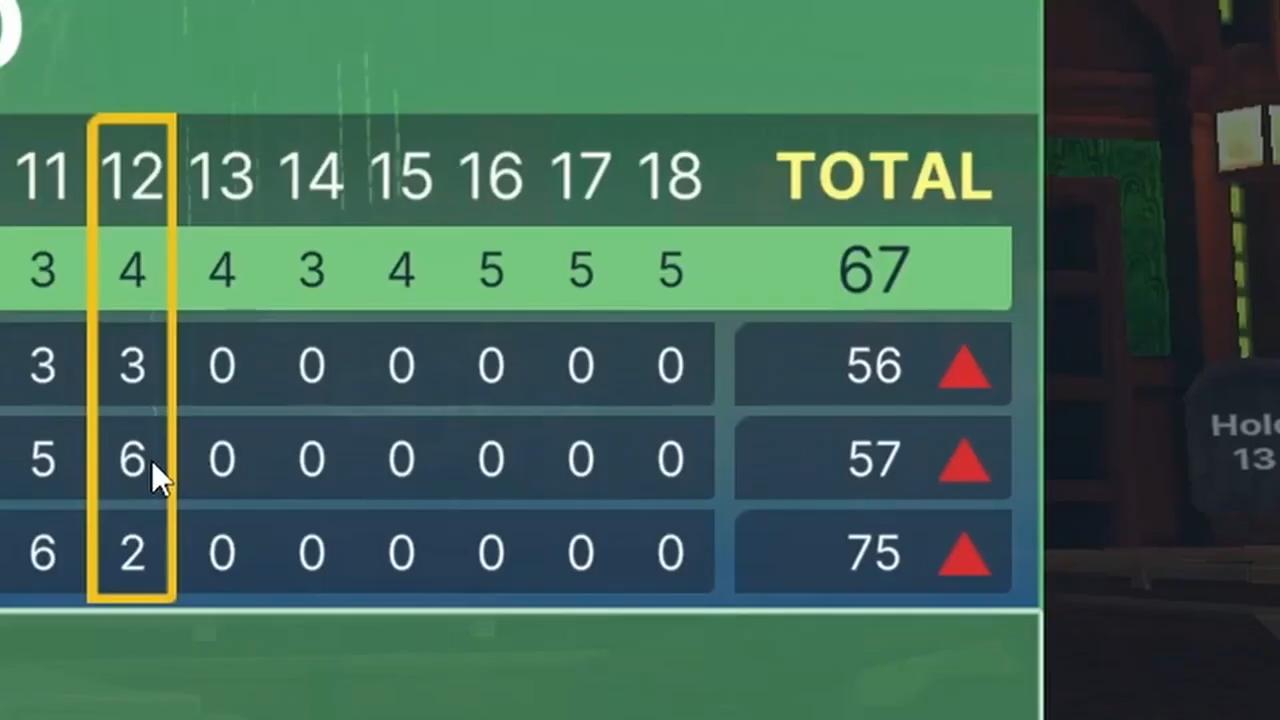 11 12 13 14 15 16 17 18 TOTAL
3 4 4 3 4 5 5 5 67
3 3 0 0 0 0 0 0 56
5 6 0 0 0 0 0 0 57
6 2 0 0 0 0 0 0 75
13